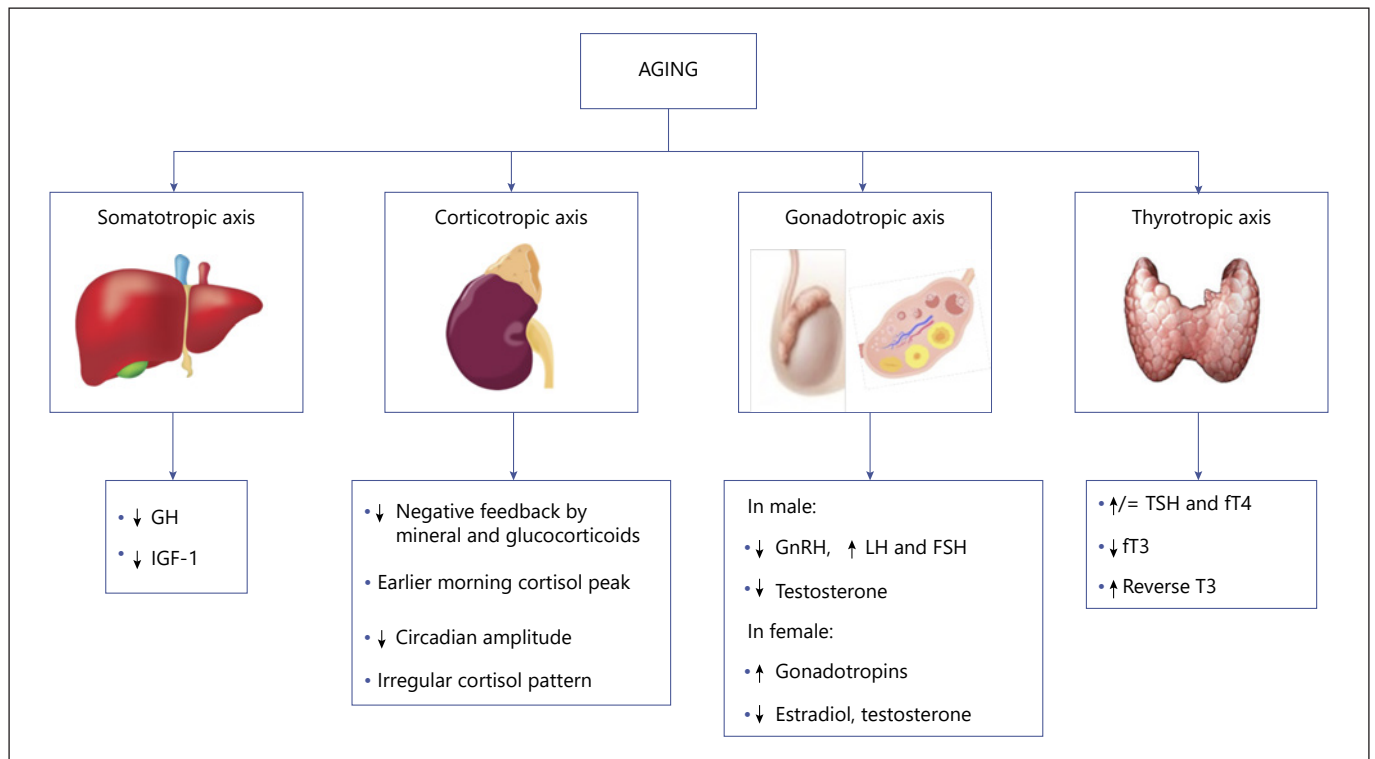 AGING
Somatotropic axis
Corticotropic axis
Gonadotropic axis
Thyrotropic axis
• ↓ GH
• ↓ IGF-1
• ↓ Negative feedback by
mineral and glucocorticoids
• Earlier morning cortisol peak
• ↓ Circadian amplitude
• Irregular cortisol pattern
In male:
• ↓ GnRH, ↑ LH and FSH
• ↓ Testosterone
In female:
• ↑ Gonadotropins
• ↓ Estradiol, testosterone
• ↑/= TSH and fT4
• ↓ fT3
• ↑ Reverse T3